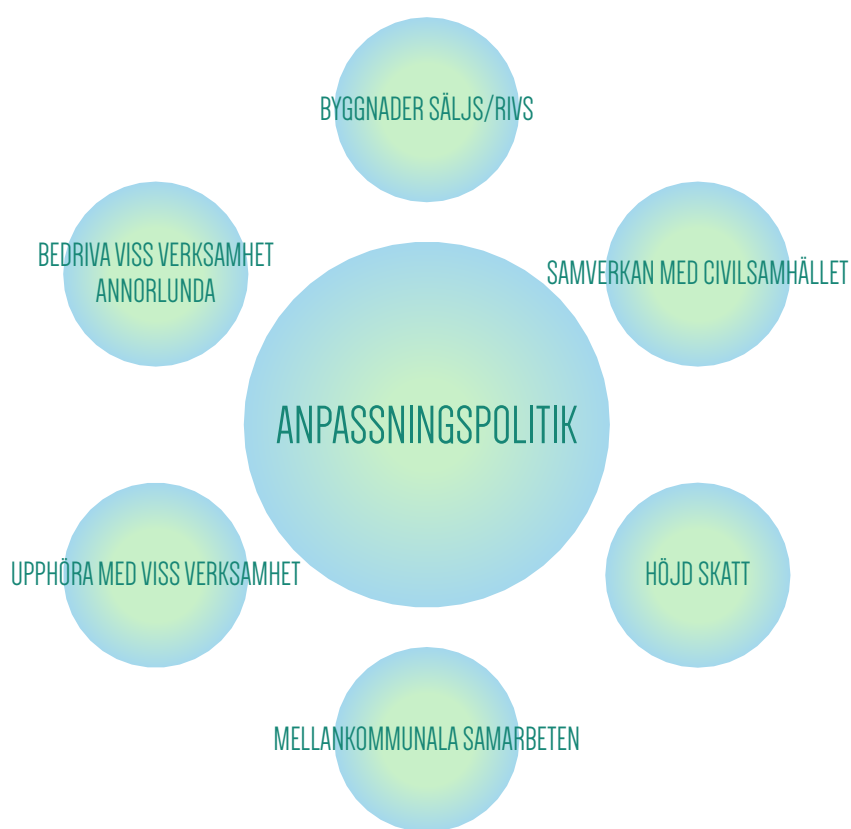 BYGGNADER SÄLJS/RIVS
BEDRIVA VISS VERKSAMHET
ANNORLUNDA
SAMVERKAN MED CIVILSAMHÄLLET
ANPASSNINGSPOLITIK
UPPHÖRA MED VISS VERKSAMHET
HÖJD SKATT
MELLANKOMMUNALA SAMARBETEN